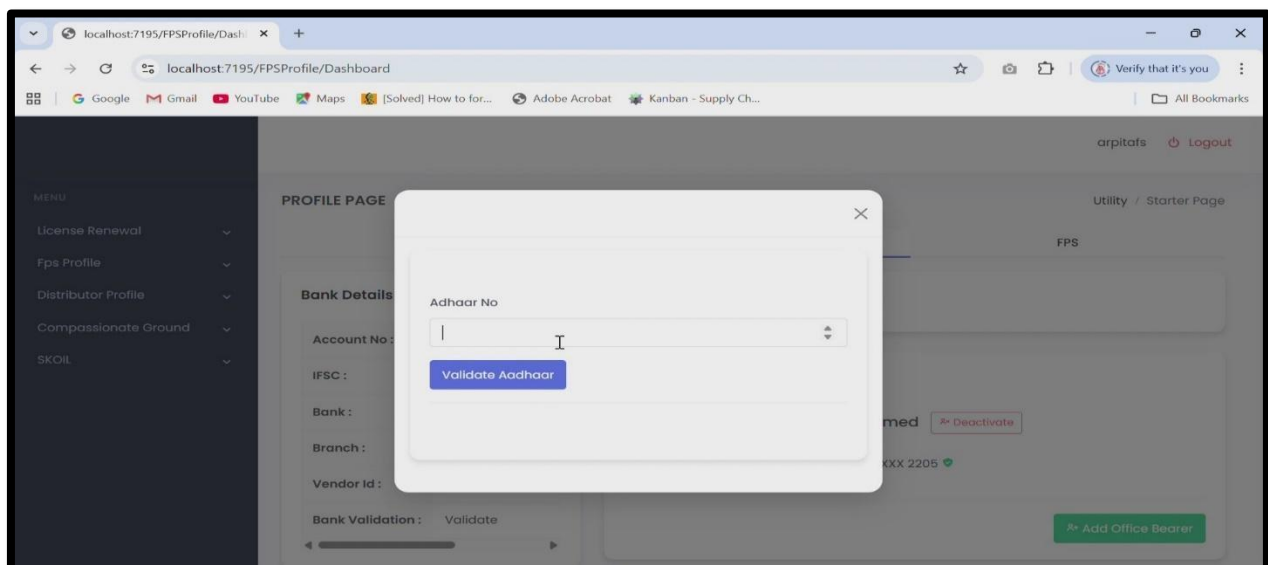 localhost:7195/FPSProfile/Dash
localhost:7195/FPSProfile/Dashboard
Verify that it's you
Google Gmail YouTube Maps [Solved] How to for... Adobe Acrobat Kanban - Supply Ch...
All Bookmarks
arpitafs Logout
MENU
License Renewal
Fps Profile
Distributor Profile
Compassionate Ground
SKOIL
PROFILE PAGE
Utility / Starter Page
FPS
Bank Details
Account No :
IFSC :
Bank :
Branch :
Vendor Id :
Bank Validation : Validate
Adhaar No
Validate Aadhaar
med Deactivate
XXX 2205
Add Office Bearer